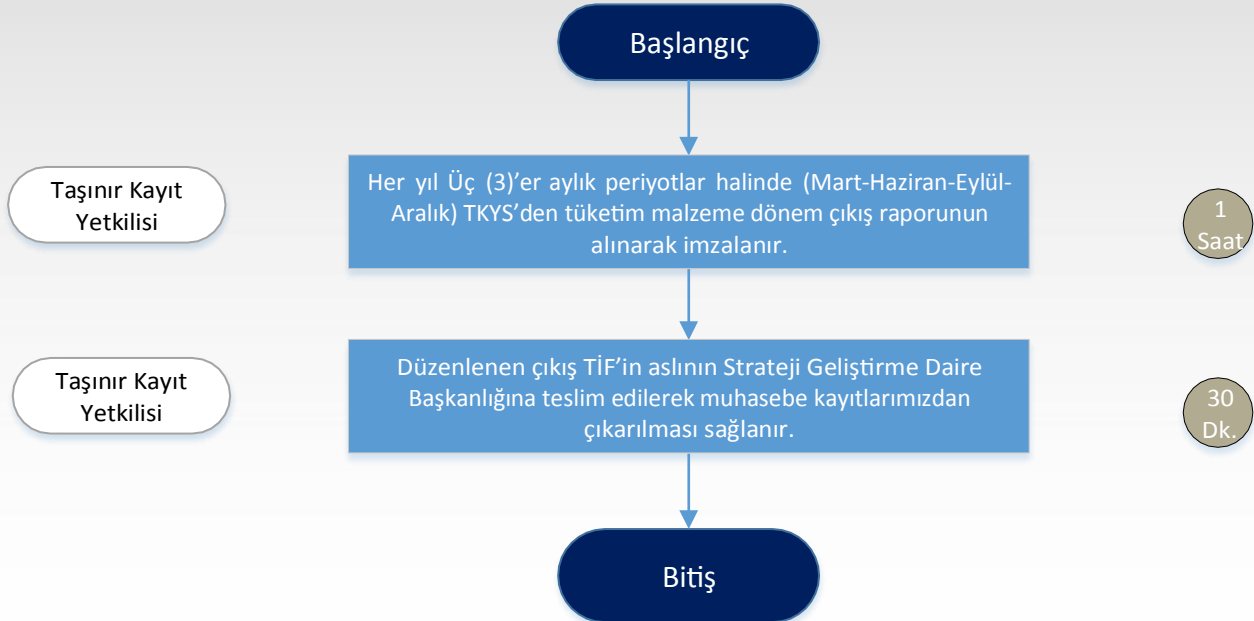 Başlangıç
Taşınır Kayıt
Yetkilisi
Her yıl Üç (3)’er aylık periyotlar halinde (Mart-Haziran-Eylül-
Aralık) TKYS’den tüketim malzeme dönem çıkış raporunun
alınarak imzalanır.
1
Saat
Taşınır Kayıt
Yetkilisi
Düzenlenen çıkış TİF’in aslının Strateji Geliştirme Daire
Başkanlığına teslim edilerek muhasebe kayıtlarımızdan
çıkarılması sağlanır.
30
Dk.
Bitiş